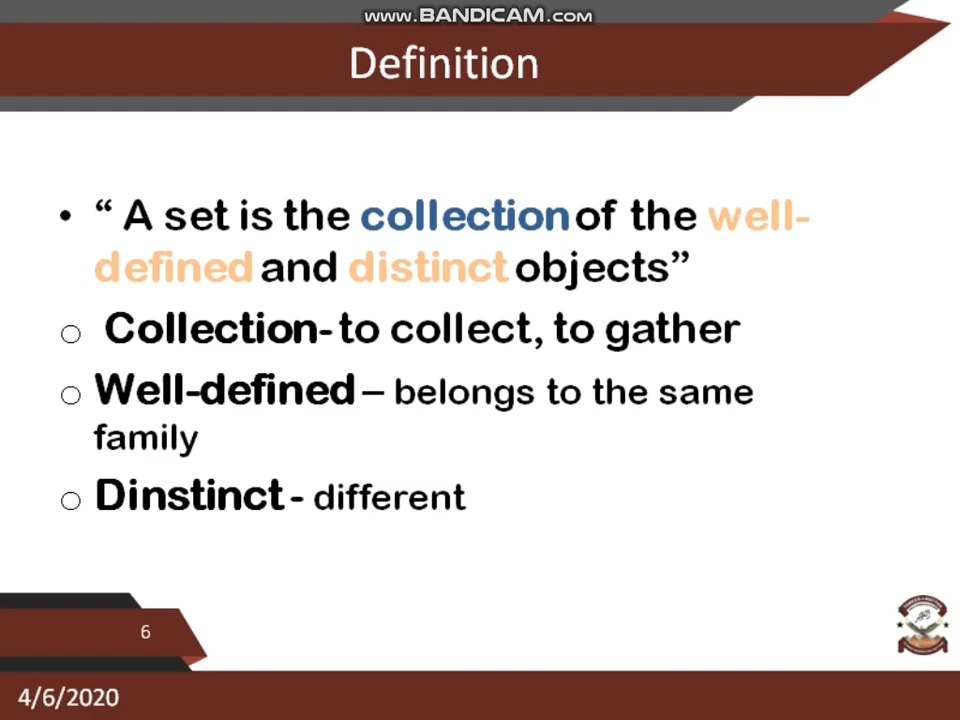 www.BANDICAM.com
Definition
• “ A set is the collection of the well-
defined and distinct objects”
o Collection- to collect, to gather
o Well-defined – belongs to the same
family
o Dinstinct - different
6
4/6/2020